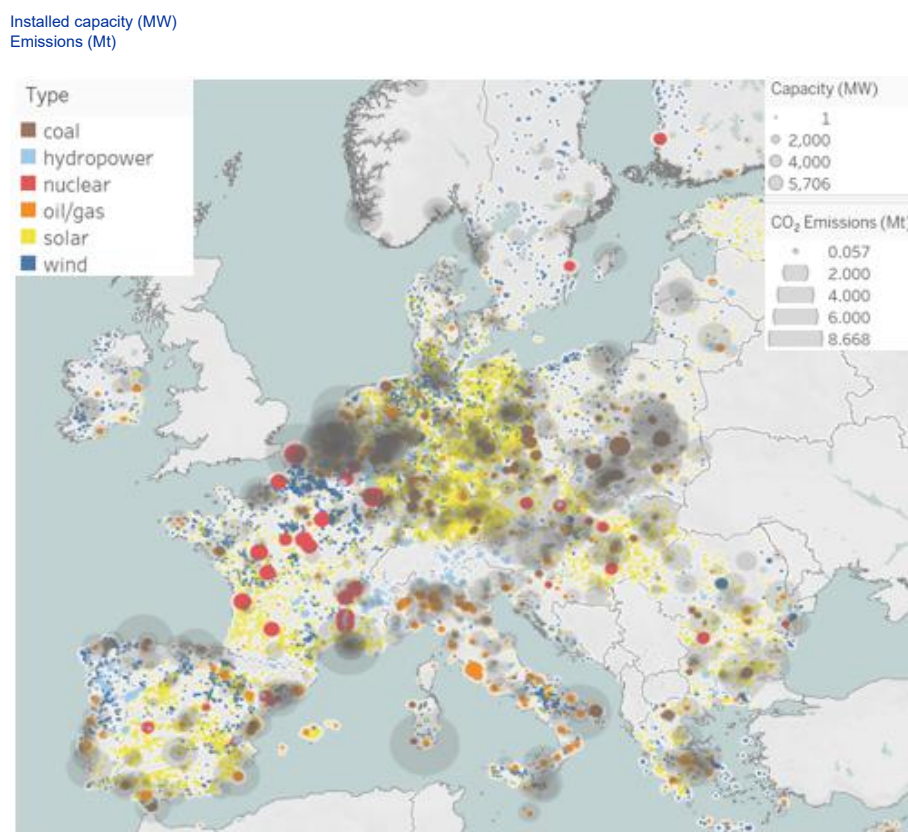 Installed capacity (MW)
Emissions (Mt)
Type
coal
hydropower
nuclear
oil/gas
solar
wind
Capacity (MW)
1
2,000
4,000
5,706
CO₂ Emissions (Mt)
0.057
2.000
4.000
6.000
8.668